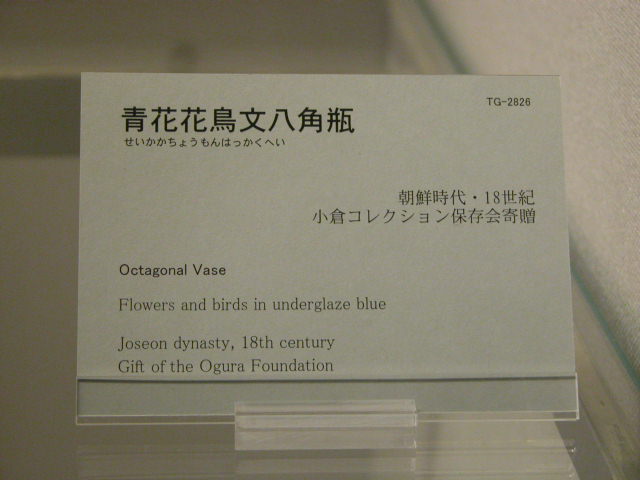 TG-2826
青花花鳥文八角瓶
せいかかちょうもんはっかくへい
朝鮮時代・18世紀
小倉コレクション保存会寄贈
Octagonal Vase
Flowers and birds in underglaze blue
Joseon dynasty, 18th century
Gift of the Ogura Foundation